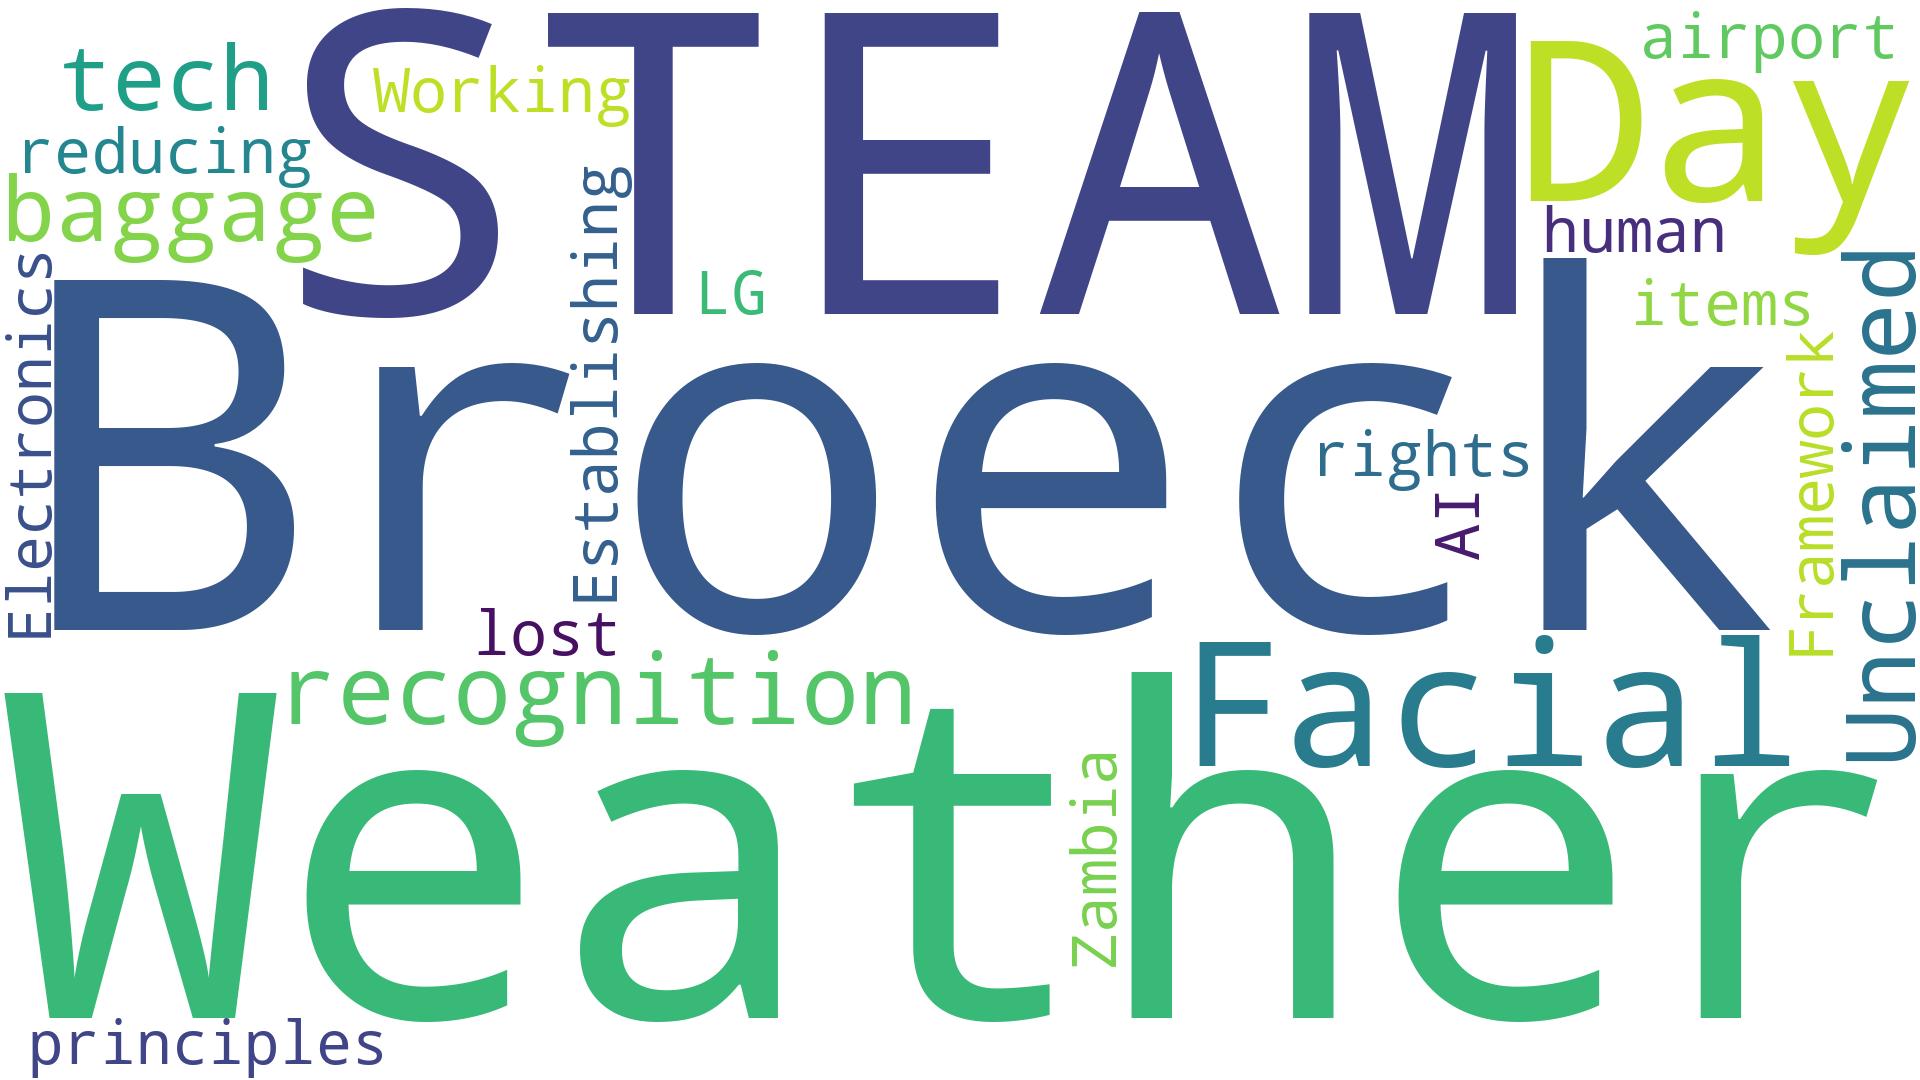 STEAM
Day
airport
tech
Working
reducing
baggage
human
Electronics
Establishing
LG
items
Unclaimed
Broeck
rights
AI
Framework
lost
recognition
Facial
Weather
Zambia
principles